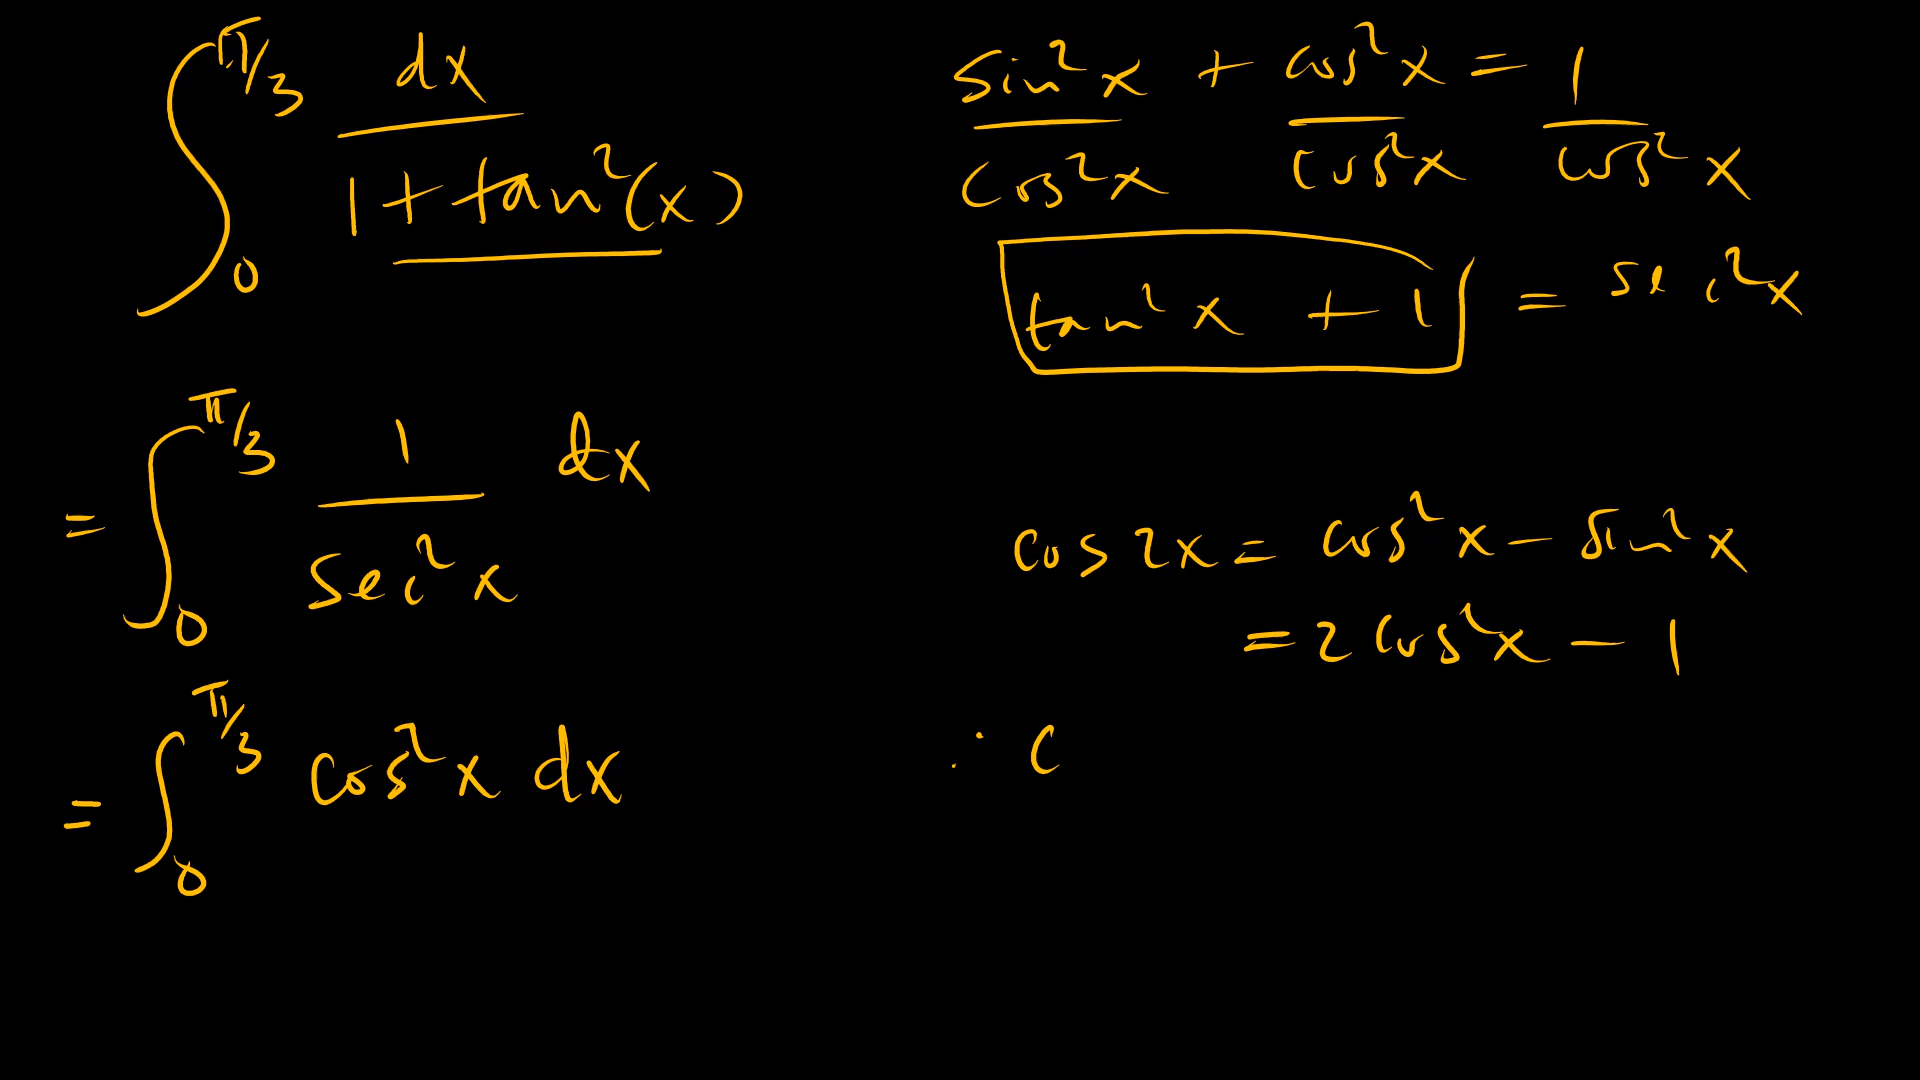 ∫₀^(π/3) dx / (1 + tan²(x))
= ∫₀^(π/3) 1 / sec²x dx
= ∫₀^(π/3) cos²x dx
sin²x / cos²x + cos²x / cos²x = 1 / cos²x
tan²x + 1 = sec²x
cos 2x = cos²x − sin²x
= 2cos²x − 1
: c